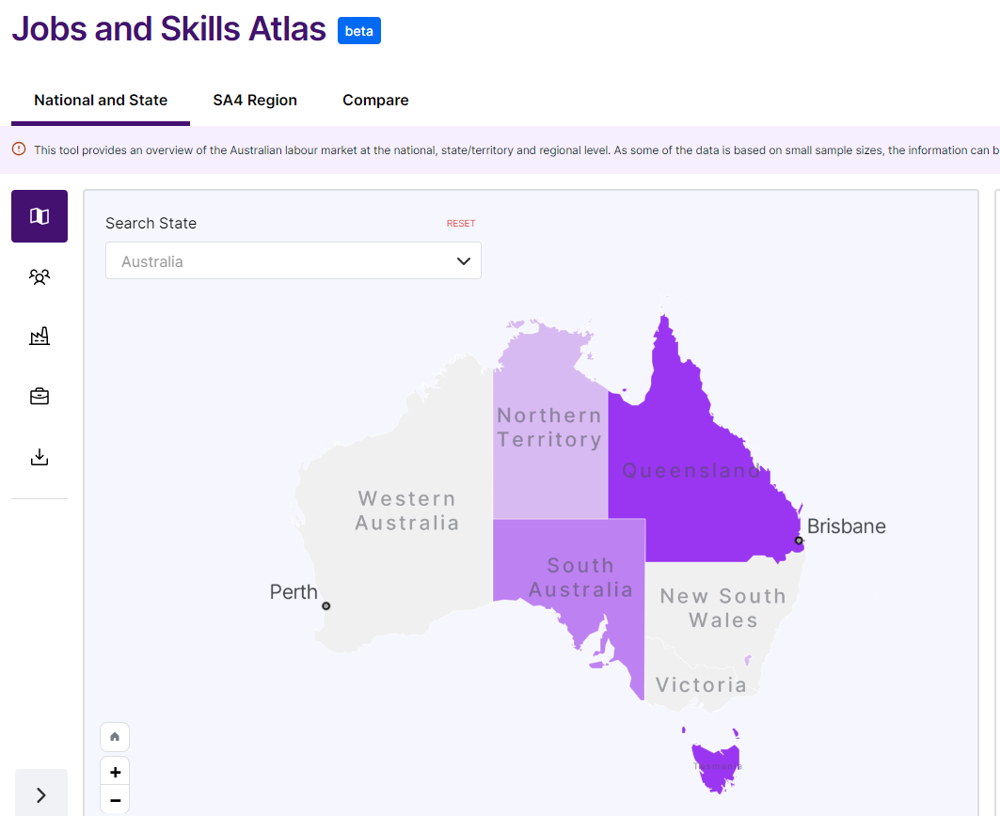 Jobs and Skills Atlas beta
National and State SA4 Region Compare
This tool provides an overview of the Australian labour market at the national, state/territory and regional level. As some of the data is based on small sample sizes, the information can b
Search State RESET
Australia
Northern
Territory
Queensland
Western
Australia
Brisbane
South
Australia
Perth
New South
Wales
Victoria
Tasmania
+
−